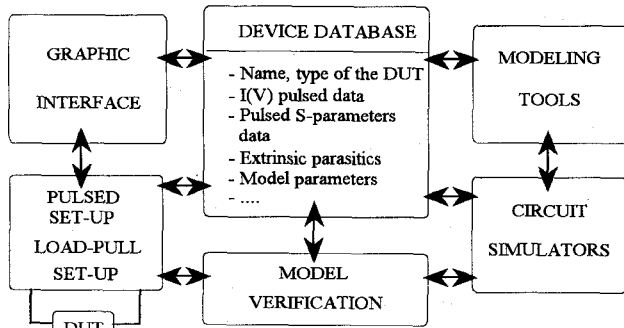 GRAPHIC
INTERFACE
DEVICE DATABASE
- Name, type of the DUT
- I(V) pulsed data
- Pulsed S-parameters
data
- Extrinsic parasitics
- Model parameters
- ....
MODELING
TOOLS
PULSED
SET-UP
LOAD-PULL
SET-UP
DUT
MODEL
VERIFICATION
CIRCUIT
SIMULATORS